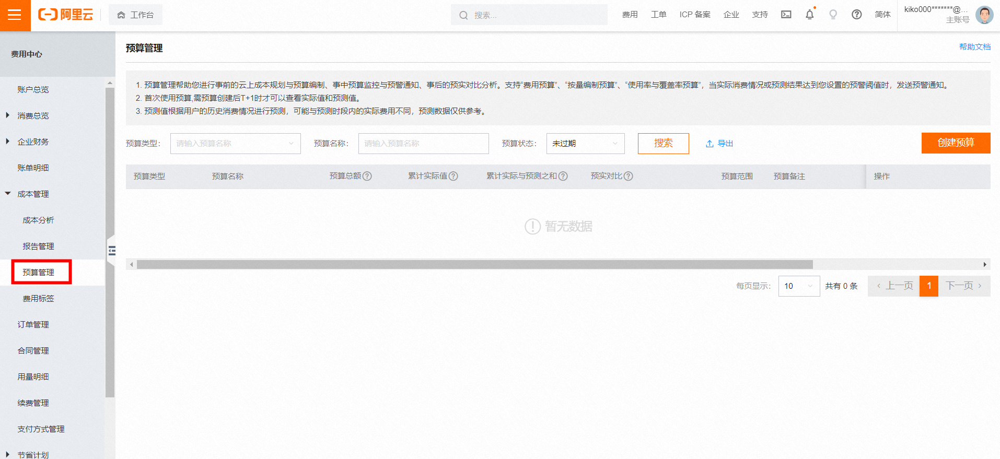 阿里云
工作台
搜索...
费用
工单
ICP 备案
企业
支持
简体
kiko000*******@...
主账号
费用中心
账户总览
消费总览
企业财务
账单明细
成本管理
成本分析
报告管理
预算管理
费用标签
订单管理
合同管理
用量明细
续费管理
支付方式管理
节省计划
预算管理
帮助文档
1. 预算管理帮助您进行事前的云上成本规划与预算编制、事中预算监控与预警通知、事后的预实对比分析。支持“费用预算”、“按量编制预算”、“使用率与覆盖率预算”，当实际消费情况或预测结果达到您设置的预警阈值时，发送预警通知。
2. 首次使用预算,需预算创建后T+1时才可以查看实际值和预测值。
3. 预测值根据用户的历史消费情况进行预测，可能与预测时段内的实际费用不同，预测数据仅供参考。
预算类型：
请输入预算名称
预算名称：
请输入预算名称
预算状态：
未过期
搜索
导出
创建预算
预算类型
预算名称
预算总额
累计实际值
累计实际与预测之和
预实对比
预算范围
预算备注
操作
暂无数据
每页显示：
10
共有 0 条
上一页
1
下一页